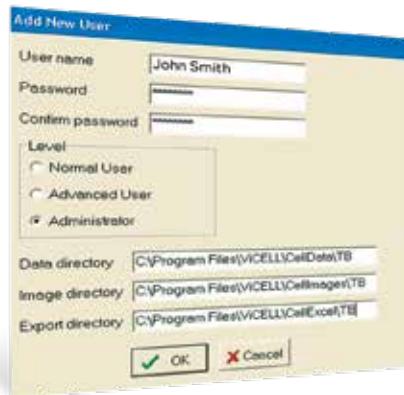 Add New User
User name John Smith
Password ********
Confirm password ********
Level
Normal User
Advanced User
Administrator
Data directory C:\Program Files\ViCELL\CellData\TB
Image directory C:\Program Files\ViCELL\CellImages\TB
Export directory C:\Program Files\ViCELL\CellExcel\TB
OK Cancel